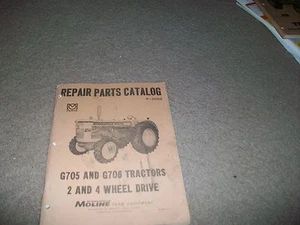 REPAIR PARTS CATALOG
G705 AND G706 TRACTORS
2 AND 4 WHEEL DRIVE
MOLINE